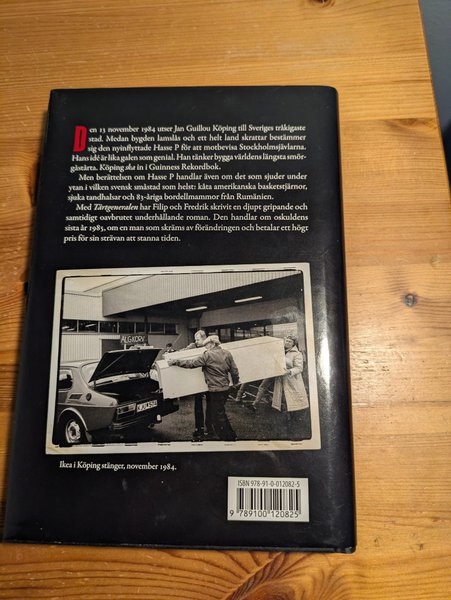 Den 13 november 1984 utser Jan Guillou Köping till Sveriges tråkigaste
stad. Medan bygden lamslås och ett helt land skrattar bestämmer
sig den nyinflyttade Hasse P för att motbevisa Stockholmsjävlarna.
Hans idé är lika galen som genial. Han tänker bygga världens längsta smör-
gåstårta. Köping ska in i Guinness Rekordbok.
Men berättelsen om Hasse P handlar även om det som sjuder under
ytan i vilken svensk småstad som helst: kåta amerikanska basketstjärnor,
sjuka tandhalsar och 83-åriga bordellmammor från Rumänien.
Med Tårtgeneralen har Filip och Fredrik skrivit en djupt gripande och
samtidigt oavbrutet underhållande roman. Den handlar om oskuldens
sista år 1985, om en man som skräms av förändringen och betalar ett högt
pris för sin strävan att stanna tiden.
ÄLG-KORV
Ikea i Köping stänger, november 1984.
ISBN 978-91-0-012082-5
9 789100 120825